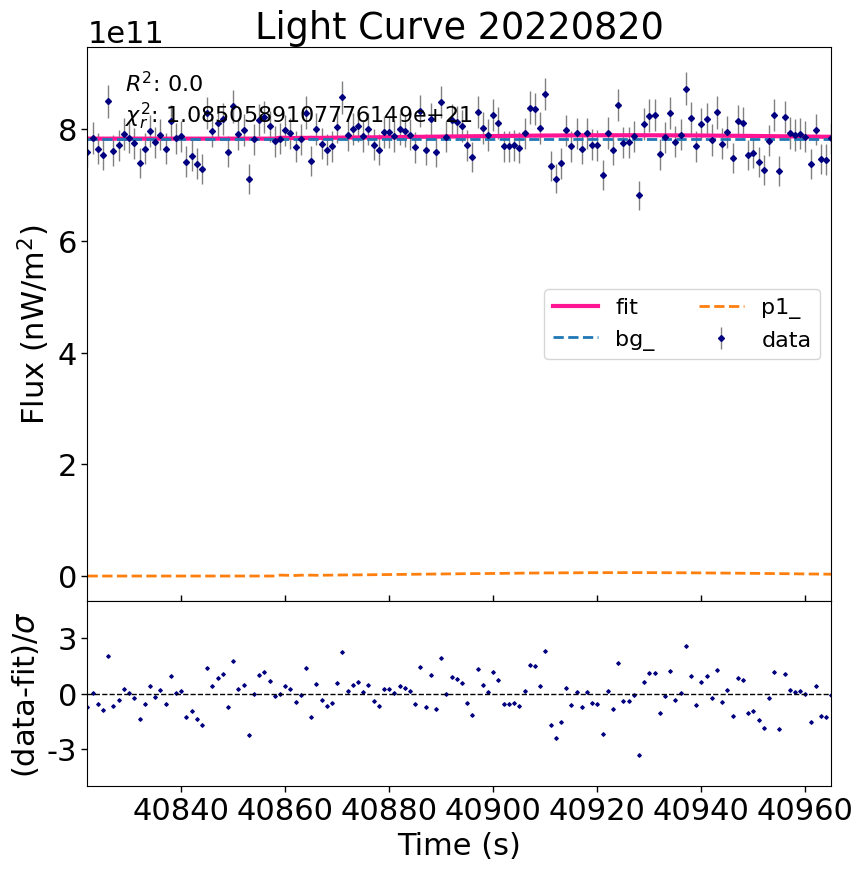 Light Curve 20220820
1e11
R²: 0.0
χ²ᵣ: 1.0850589107776149e+21
8
6
4
2
0
Flux (nW/m²)
fit
bg_
p1_
data
3
0
-3
(data-fit)/σ
40840 40860 40880 40900 40920 40940 40960
Time (s)